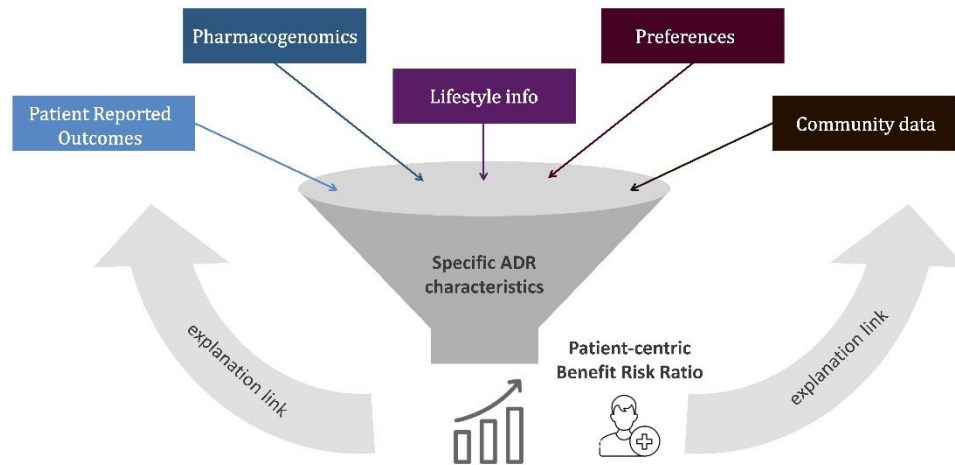 Pharmacogenomics
Preferences
Lifestyle info
Patient Reported
Outcomes
Community data
Specific ADR
characteristics
explanation link
Patient-centric
Benefit Risk Ratio
explanation link